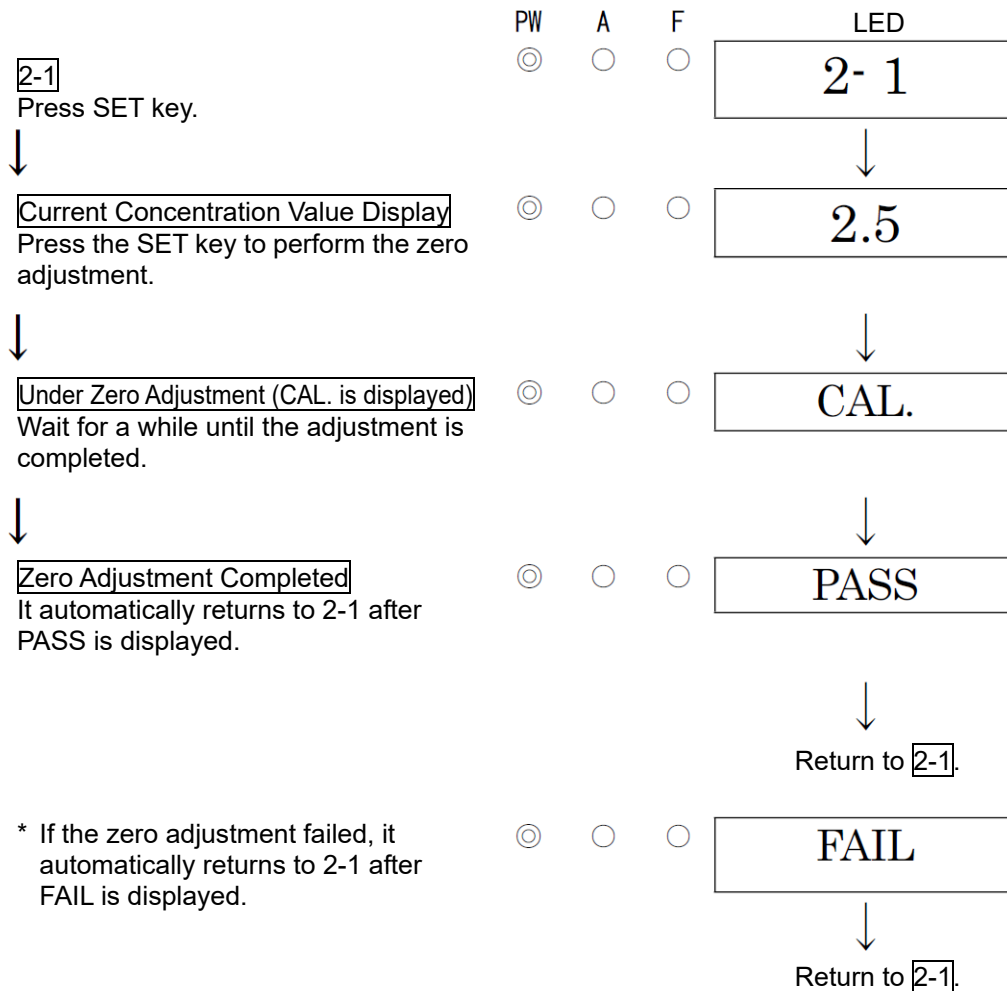 PW A F LED
2-1
2- 1
Press SET key.
Current Concentration Value Display
2.5
Press the SET key to perform the zero
adjustment.
Under Zero Adjustment (CAL. is displayed)
CAL.
Wait for a while until the adjustment is
completed.
Zero Adjustment Completed
PASS
It automatically returns to 2-1 after
PASS is displayed.
Return to 2-1.
* If the zero adjustment failed, it
automatically returns to 2-1 after
FAIL is displayed.
FAIL
Return to 2-1.